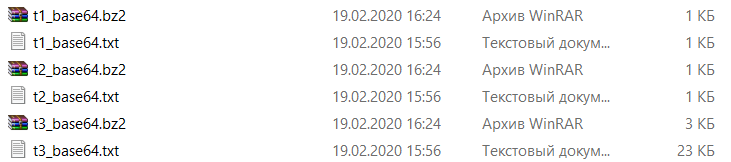 t1_base64.bz2 19.02.2020 16:24 Архив WinRAR 1 КБ
t1_base64.txt 19.02.2020 15:56 Текстовый докум... 1 КБ
t2_base64.bz2 19.02.2020 16:24 Архив WinRAR 1 КБ
t2_base64.txt 19.02.2020 15:56 Текстовый докум... 1 КБ
t3_base64.bz2 19.02.2020 16:24 Архив WinRAR 3 КБ
t3_base64.txt 19.02.2020 15:56 Текстовый докум... 23 КБ